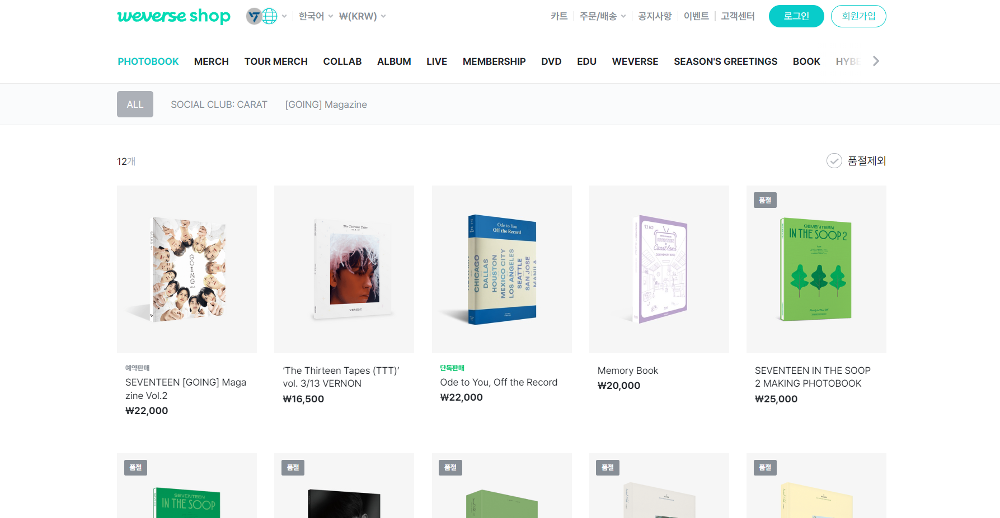 weverse shop
한국어
₩(KRW)
카트
주문/배송
공지사항
이벤트
고객센터
로그인
회원가입
PHOTOBOOK
MERCH
TOUR MERCH
COLLAB
ALBUM
LIVE
MEMBERSHIP
DVD
EDU
WEVERSE
SEASON'S GREETINGS
BOOK
HYBE
ALL
SOCIAL CLUB: CARAT
[GOING] Magazine
12개
품절제외
GOING
The Thirteen Tapes
VERNON
Ode to You
Off the Record
CHICAGO
DALLAS
HOUSTON
MEXICO CITY
LOS ANGELES
SEATTLE
SAN JOSE
MANILA
CH 17
SEVENTEEN
in
Carat land
2020 MEMORY BOOK
품절
SEVENTEEN
IN THE SOOP 2
예약판매
SEVENTEEN [GOING] Maga
zine Vol.2
₩22,000
‘The Thirteen Tapes (TTT)’
vol. 3/13 VERNON
₩16,500
단독판매
Ode to You, Off the Record
₩22,000
Memory Book
₩20,000
SEVENTEEN IN THE SOOP
2 MAKING PHOTOBOOK
₩25,000
품절
SEVENTEEN
IN THE SOOP
품절
품절
품절
품절